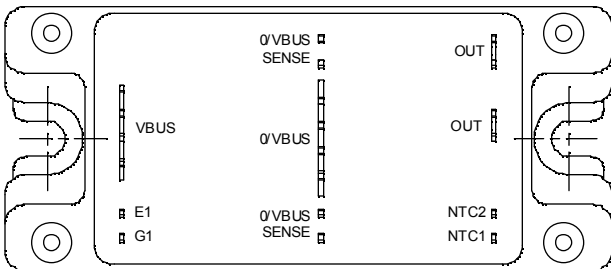 0/VBUS
SENSE
OUT
VBUS
0/VBUS
OUT
E1
G1
0/VBUS
SENSE
NTC2
NTC1